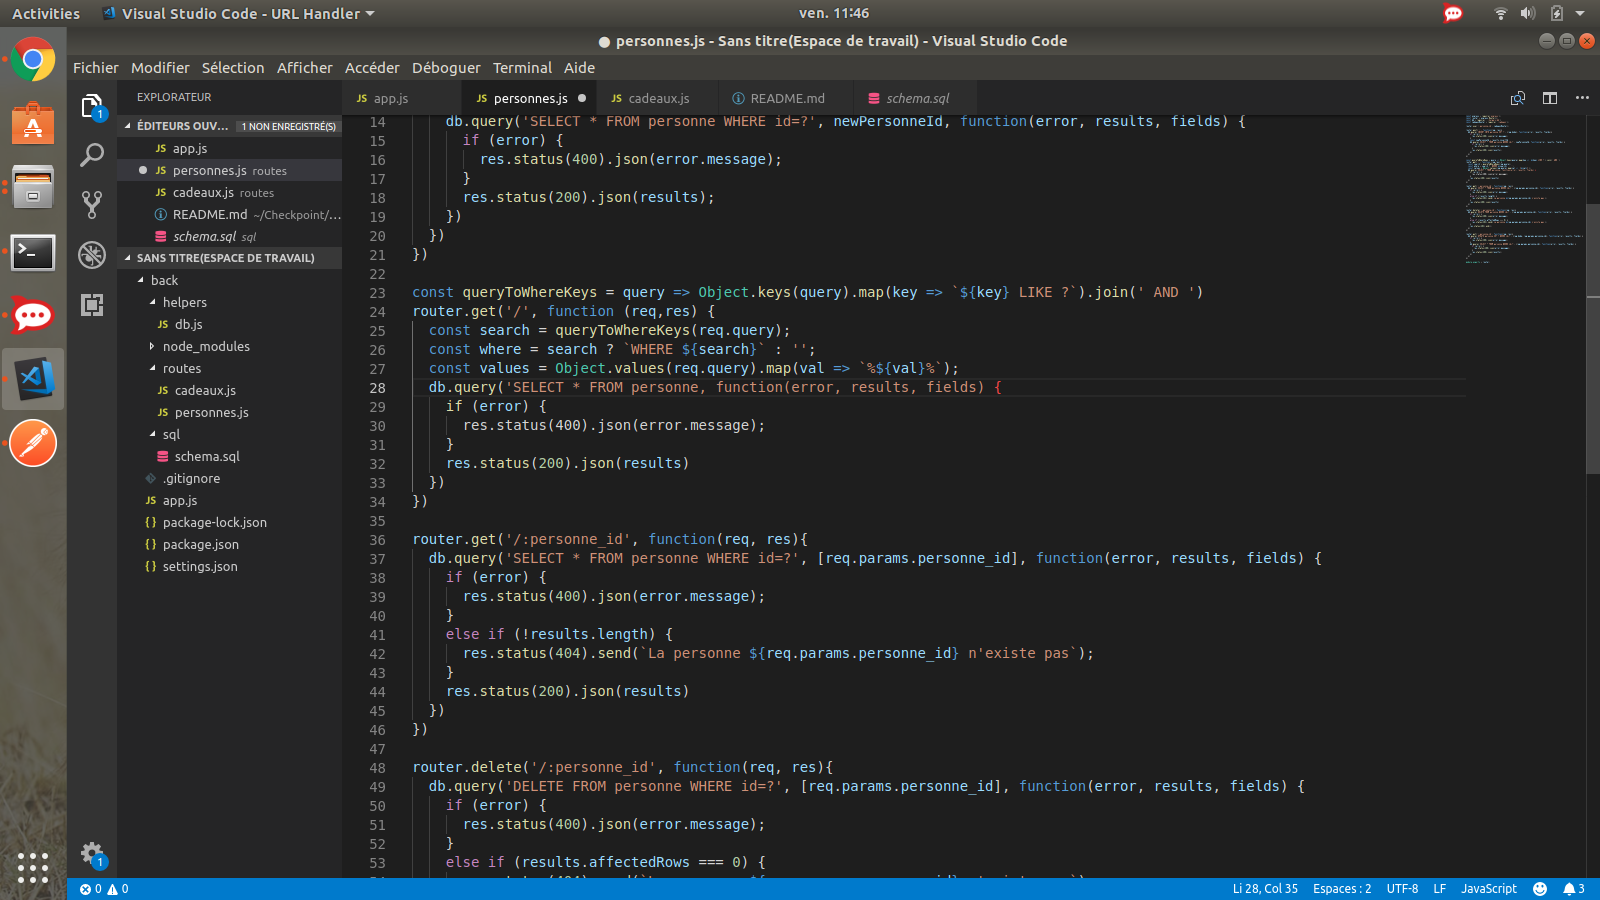 Activities
Visual Studio Code - URL Handler
ven. 11:46
● personnes.js - Sans titre(Espace de travail) - Visual Studio Code
Fichier Modifier Sélection Afficher Accéder Déboguer Terminal Aide
EXPLORATEUR
ÉDITEURS OUV... 1 NON ENREGISTRÉ(S)
JS app.js
JS personnes.js routes
JS cadeaux.js routes
README.md ~/Checkpoint/...
schema.sql sql
SANS TITRE(ESPACE DE TRAVAIL)
back
helpers
JS db.js
node_modules
routes
JS cadeaux.js
JS personnes.js
sql
schema.sql
.gitignore
JS app.js
{} package-lock.json
{} package.json
{} settings.json
1
1
JS app.js
JS personnes.js ●
JS cadeaux.js
README.md
schema.sql
14 db.query('SELECT * FROM personne WHERE id=?', newPersonneId, function(error, results, fields) {
15 if (error) {
16 res.status(400).json(error.message);
17 }
18 res.status(200).json(results);
19 })
20 })
21 })
22
23 const queryToWhereKeys = query => Object.keys(query).map(key => `${key} LIKE ?`).join(' AND ')
24 router.get('/', function (req,res) {
25 const search = queryToWhereKeys(req.query);
26 const where = search ? `WHERE ${search}` : '';
27 const values = Object.values(req.query).map(val => `%${val}%`);
28 db.query('SELECT * FROM personne, function(error, results, fields) {
29 if (error) {
30 res.status(400).json(error.message);
31 }
32 res.status(200).json(results)
33 })
34 })
35
36 router.get('/:personne_id', function(req, res){
37 db.query('SELECT * FROM personne WHERE id=?', [req.params.personne_id], function(error, results, fields) {
38 if (error) {
39 res.status(400).json(error.message);
40 }
41 else if (!results.length) {
42 res.status(404).send(`La personne ${req.params.personne_id} n'existe pas`);
43 }
44 res.status(200).json(results)
45 })
46 })
47
48 router.delete('/:personne_id', function(req, res){
49 db.query('DELETE FROM personne WHERE id=?', [req.params.personne_id], function(error, results, fields) {
50 if (error) {
51 res.status(400).json(error.message);
52 }
53 else if (results.affectedRows === 0) {
0 0
Li 28, Col 35 Espaces : 2 UTF-8 LF JavaScript 3